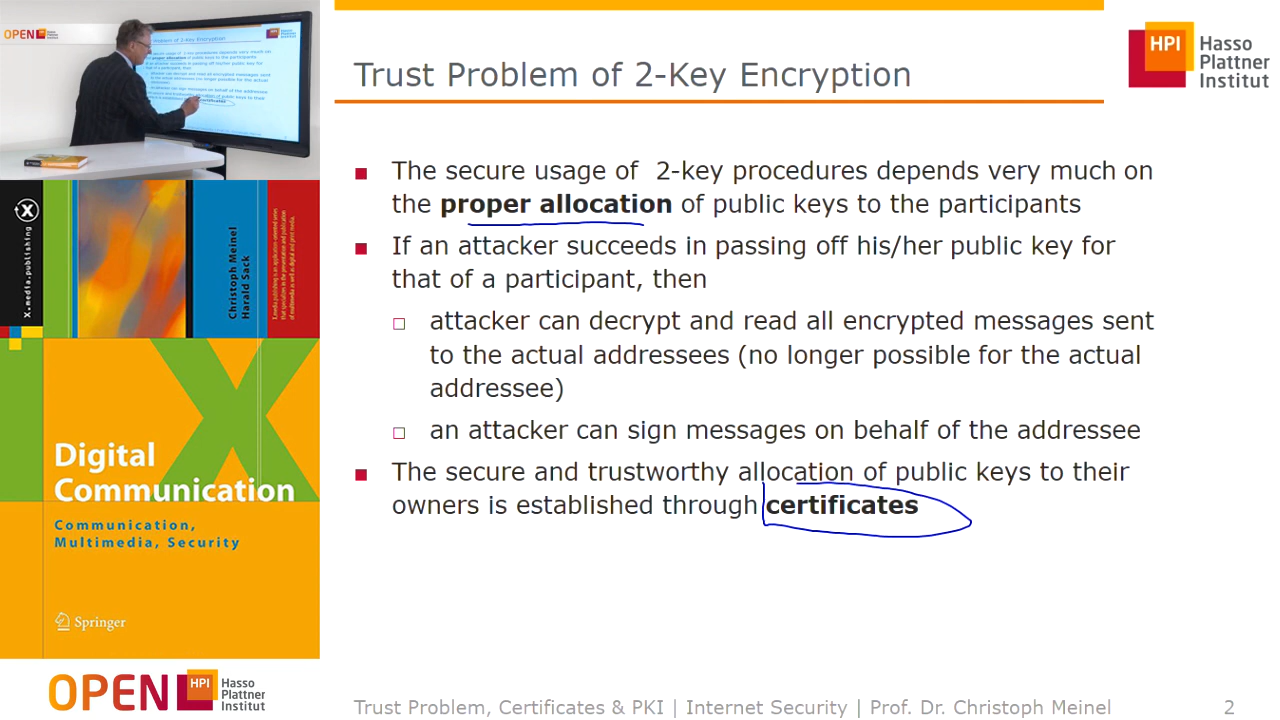 OPEN HPI Hasso Plattner Institut
X.media.publishing
Christoph Meinel
Harald Sack
Digital
Communication
Communication,
Multimedia, Security
Springer
OPEN HPI Hasso
Plattner
Institut
HPI Hasso
Plattner
Institut
Trust Problem of 2-Key Encryption
The secure usage of 2-key procedures depends very much on
the proper allocation of public keys to the participants
If an attacker succeeds in passing off his/her public key for
that of a participant, then
attacker can decrypt and read all encrypted messages sent
to the actual addressees (no longer possible for the actual
addressee)
an attacker can sign messages on behalf of the addressee
The secure and trustworthy allocation of public keys to their
owners is established through certificates
Trust Problem, Certificates & PKI | Internet Security | Prof. Dr. Christoph Meinel
2